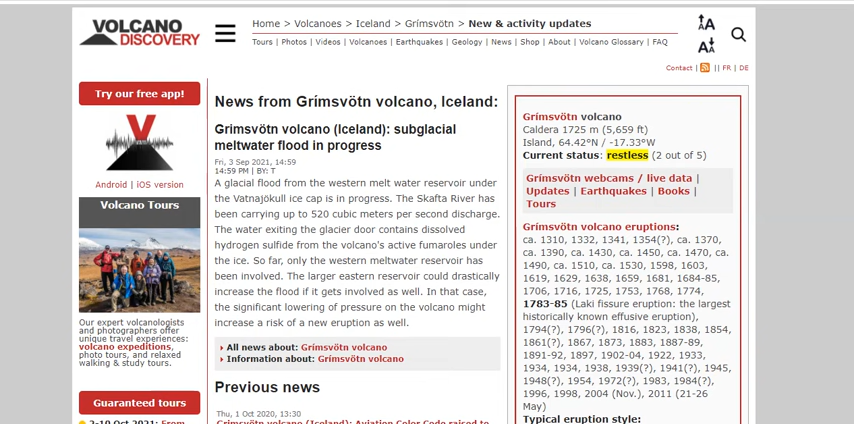 VOLCANO
DISCOVERY
Home > Volcanoes > Iceland > Grímsvötn > New & activity updates
Tours | Photos | Videos | Volcanoes | Earthquakes | Geology | News | Shop | About | Volcano Glossary | FAQ
A
A
Contact | || FR | DE
Try our free app!
Android | iOS version
Volcano Tours
Our expert volcanologists
and photographers offer
unique travel experiences:
volcano expeditions,
photo tours, and relaxed
walking & study tours.
Guaranteed tours
2-10 Oct 2021: From
News from Grímsvötn volcano, Iceland:
Grimsvötn volcano (Iceland): subglacial
meltwater flood in progress
Fri, 3 Sep 2021, 14:59
14:59 PM | BY: T
A glacial flood from the western melt water reservoir under
the Vatnajökull ice cap is in progress. The Skafta River has
been carrying up to 520 cubic meters per second discharge.
The water exiting the glacier door contains dissolved
hydrogen sulfide from the volcano's active fumaroles under
the ice. So far, only the western meltwater reservoir has
been involved. The larger eastern reservoir could drastically
increase the flood if it gets involved as well. In that case,
the significant lowering of pressure on the volcano might
increase a risk of a new eruption as well.
All news about: Grímsvötn volcano
Information about: Grímsvötn volcano
Previous news
Thu, 1 Oct 2020, 13:30
Grimsvötn volcano (Iceland): Aviation Color Code raised to
Grímsvötn volcano
Caldera 1725 m (5,659 ft)
Island, 64.42°N / -17.33°W
Current status: restless (2 out of 5)
Grímsvötn webcams / live data |
Updates | Earthquakes | Books |
Tours
Grímsvötn volcano eruptions:
ca. 1310, 1332, 1341, 1354(?), ca. 1370,
ca. 1390, ca. 1430, ca. 1450, ca. 1470, ca.
1490, ca. 1510, ca. 1530, 1598, 1603,
1619, 1629, 1638, 1659, 1681, 1684-85,
1706, 1716, 1725, 1753, 1768, 1774,
1783-85 (Laki fissure eruption: the largest
historically known effusive eruption),
1794(?), 1796(?), 1816, 1823, 1838, 1854,
1861(?), 1867, 1873, 1883, 1887-89,
1891-92, 1897, 1902-04, 1922, 1933,
1934, 1934, 1938, 1939(?), 1941(?), 1945,
1948(?), 1954, 1972(?), 1983, 1984(?),
1996, 1998, 2004 (Nov.), 2011 (21-26
May)
Typical eruption style: